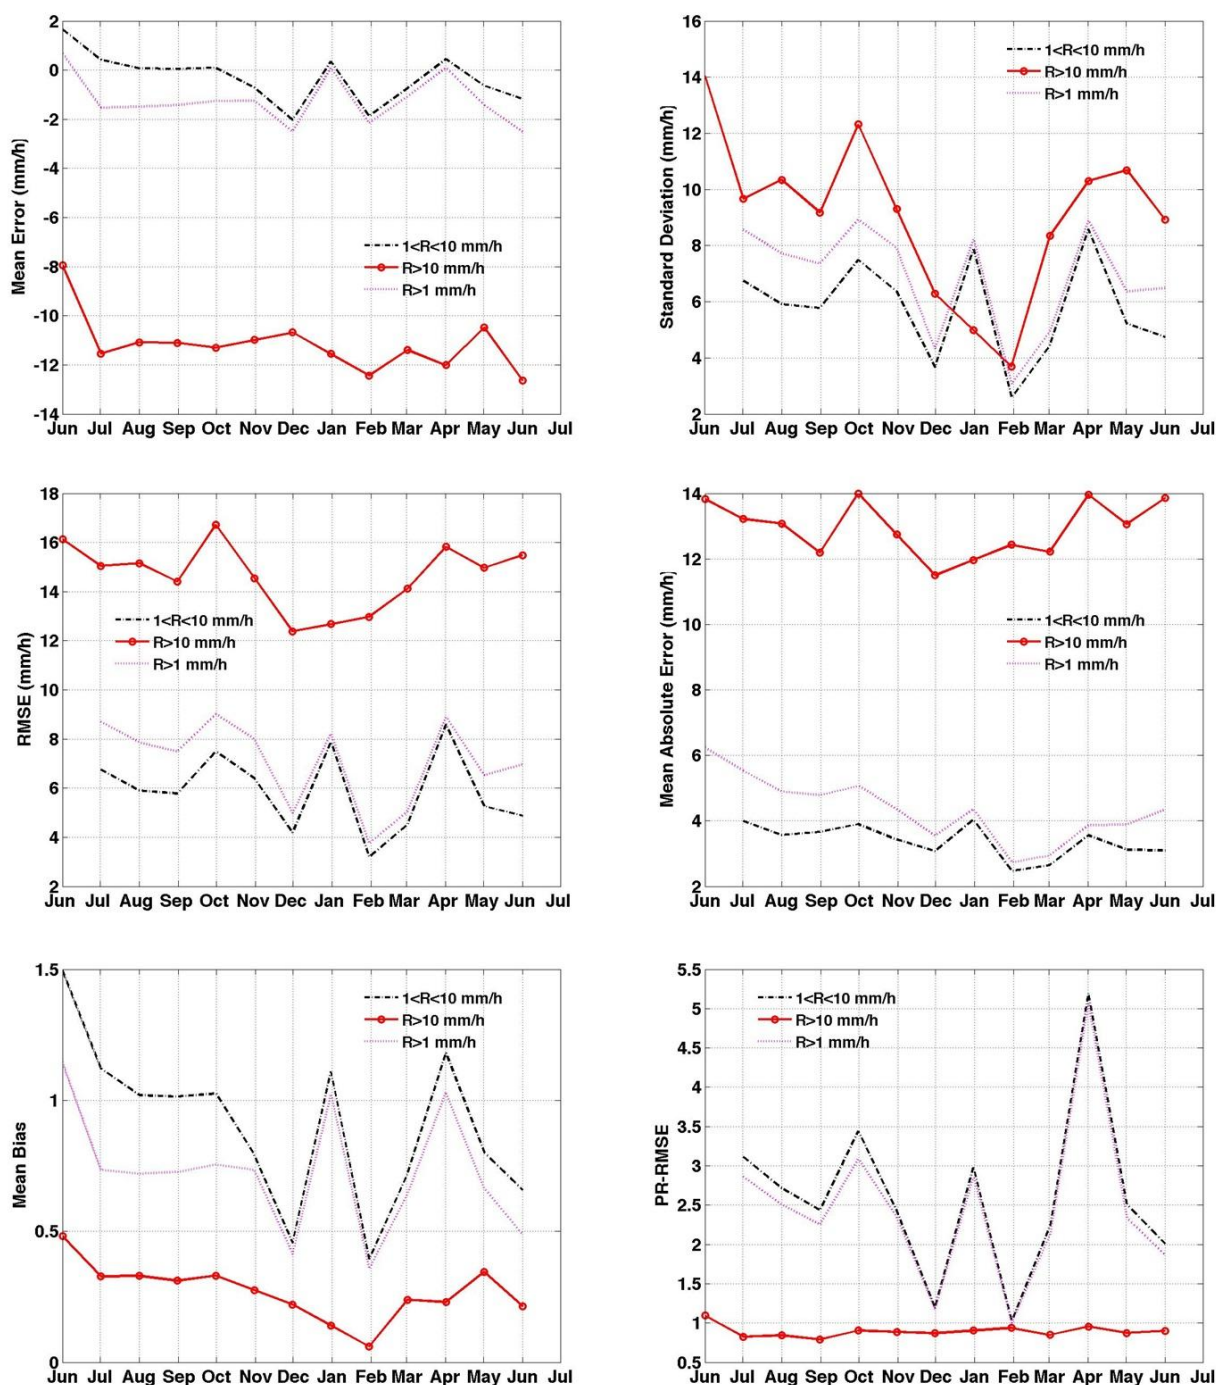 2
0
-2
-4
-6
-8
-10
-12
-14
Mean Error (mm/h)
1<R<10 mm/h
R>10 mm/h
R>1 mm/h
Jun Jul Aug Sep Oct Nov Dec Jan Feb Mar Apr May Jun Jul
16
14
12
10
8
6
4
2
Standard Deviation (mm/h)
1<R<10 mm/h
R>10 mm/h
R>1 mm/h
Jun Jul Aug Sep Oct Nov Dec Jan Feb Mar Apr May Jun Jul
18
16
14
12
10
8
6
4
2
RMSE (mm/h)
1<R<10 mm/h
R>10 mm/h
R>1 mm/h
Jun Jul Aug Sep Oct Nov Dec Jan Feb Mar Apr May Jun Jul
14
12
10
8
6
4
2
Mean Absolute Error (mm/h)
1<R<10 mm/h
R>10 mm/h
R>1 mm/h
Jun Jul Aug Sep Oct Nov Dec Jan Feb Mar Apr May Jun Jul
1.5
1
0.5
0
Mean Bias
1<R<10 mm/h
R>10 mm/h
R>1 mm/h
Jun Jul Aug Sep Oct Nov Dec Jan Feb Mar Apr May Jun Jul
5.5
5
4.5
4
3.5
3
2.5
2
1.5
1
0.5
PR-RMSE
1<R<10 mm/h
R>10 mm/h
R>1 mm/h
Jun Jul Aug Sep Oct Nov Dec Jan Feb Mar Apr May Jun Jul